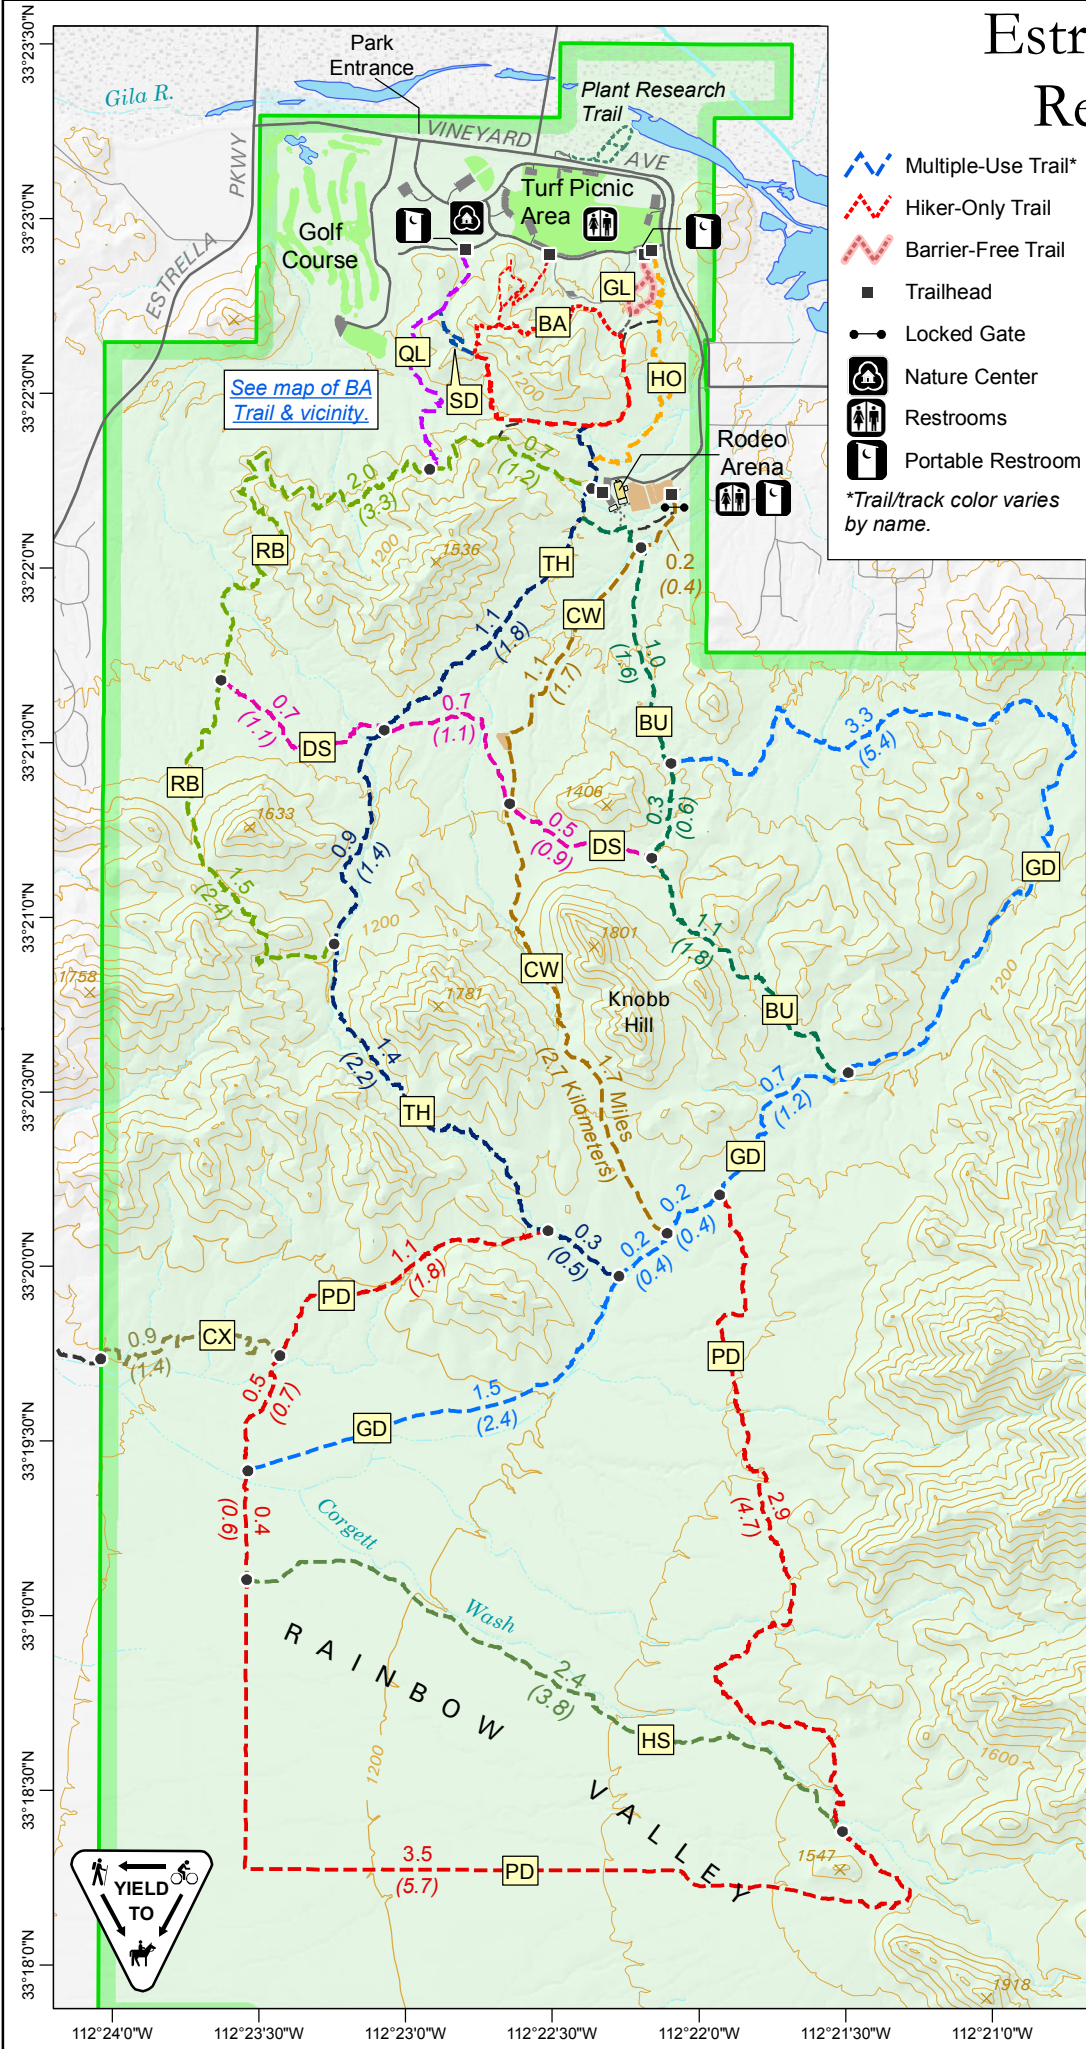 Estr
Re
33°23'30"N
33°23'0"N
33°22'30"N
33°22'0"N
33°21'30"N
33°21'0"N
33°20'30"N
33°20'0"N
33°19'30"N
33°19'0"N
33°18'30"N
33°18'0"N
Park
Entrance
Gila R.
Plant Research
Trail
VINEYARD
AVE
PKWY
ESTRELLA
Turf Picnic
Area
Golf
Course
Multiple-Use Trail*
Hiker-Only Trail
Barrier-Free Trail
Trailhead
Locked Gate
Nature Center
Restrooms
Portable Restroom
*Trail/track color varies
by name.
GL
BA
QL
SD
HO
1200
See map of BA
Trail & vicinity.
Rodeo
Arena
2.0
(3.3)
0.7
(1.2)
RB
1200
1536
TH
CW
0.2
(0.4)
1.1
(1.8)
1.1
(1.7)
1.0
(1.6)
0.7
(1.1)
DS
0.7
(1.1)
BU
3.3
(5.4)
RB
1633
1406
0.3
(0.6)
0.9
(1.4)
0.5
(0.9)
DS
GD
1.5
(2.4)
1200
1801
1.1
(1.8)
1758
CW
1781
Knobb
Hill
BU
1200
1.4
(2.2)
TH
1.7 Miles
(2.7 Kilometers)
0.7
(1.2)
GD
0.2
(0.4)
0.3
(0.5)
0.2
(0.4)
1.1
(1.8)
PD
CX
0.9
(1.4)
PD
0.5
(0.7)
1.5
(2.4)
GD
2.9
(4.7)
0.4
(0.6)
Corgett
Wash
RAINBOW
VALLEY
2.4
(3.8)
HS
1200
1600
1547
3.5
(5.7)
PD
YIELD
TO
1918
112°24'0"W
112°23'30"W
112°23'0"W
112°22'30"W
112°22'0"W
112°21'30"W
112°21'0"W